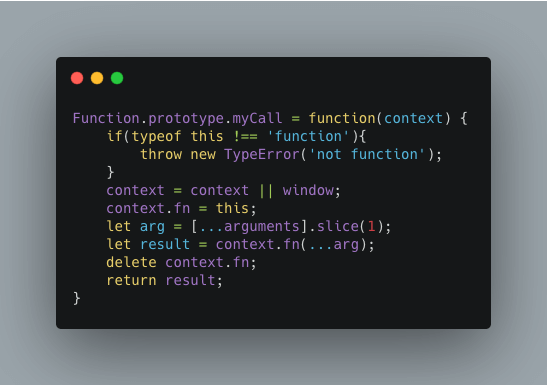 Function.prototype.myCall = function(context) {
    if(typeof this !== 'function'){
        throw new TypeError('not function');
    }
    context = context || window;
    context.fn = this;
    let arg = [...arguments].slice(1);
    let result = context.fn(...arg);
    delete context.fn;
    return result;
}